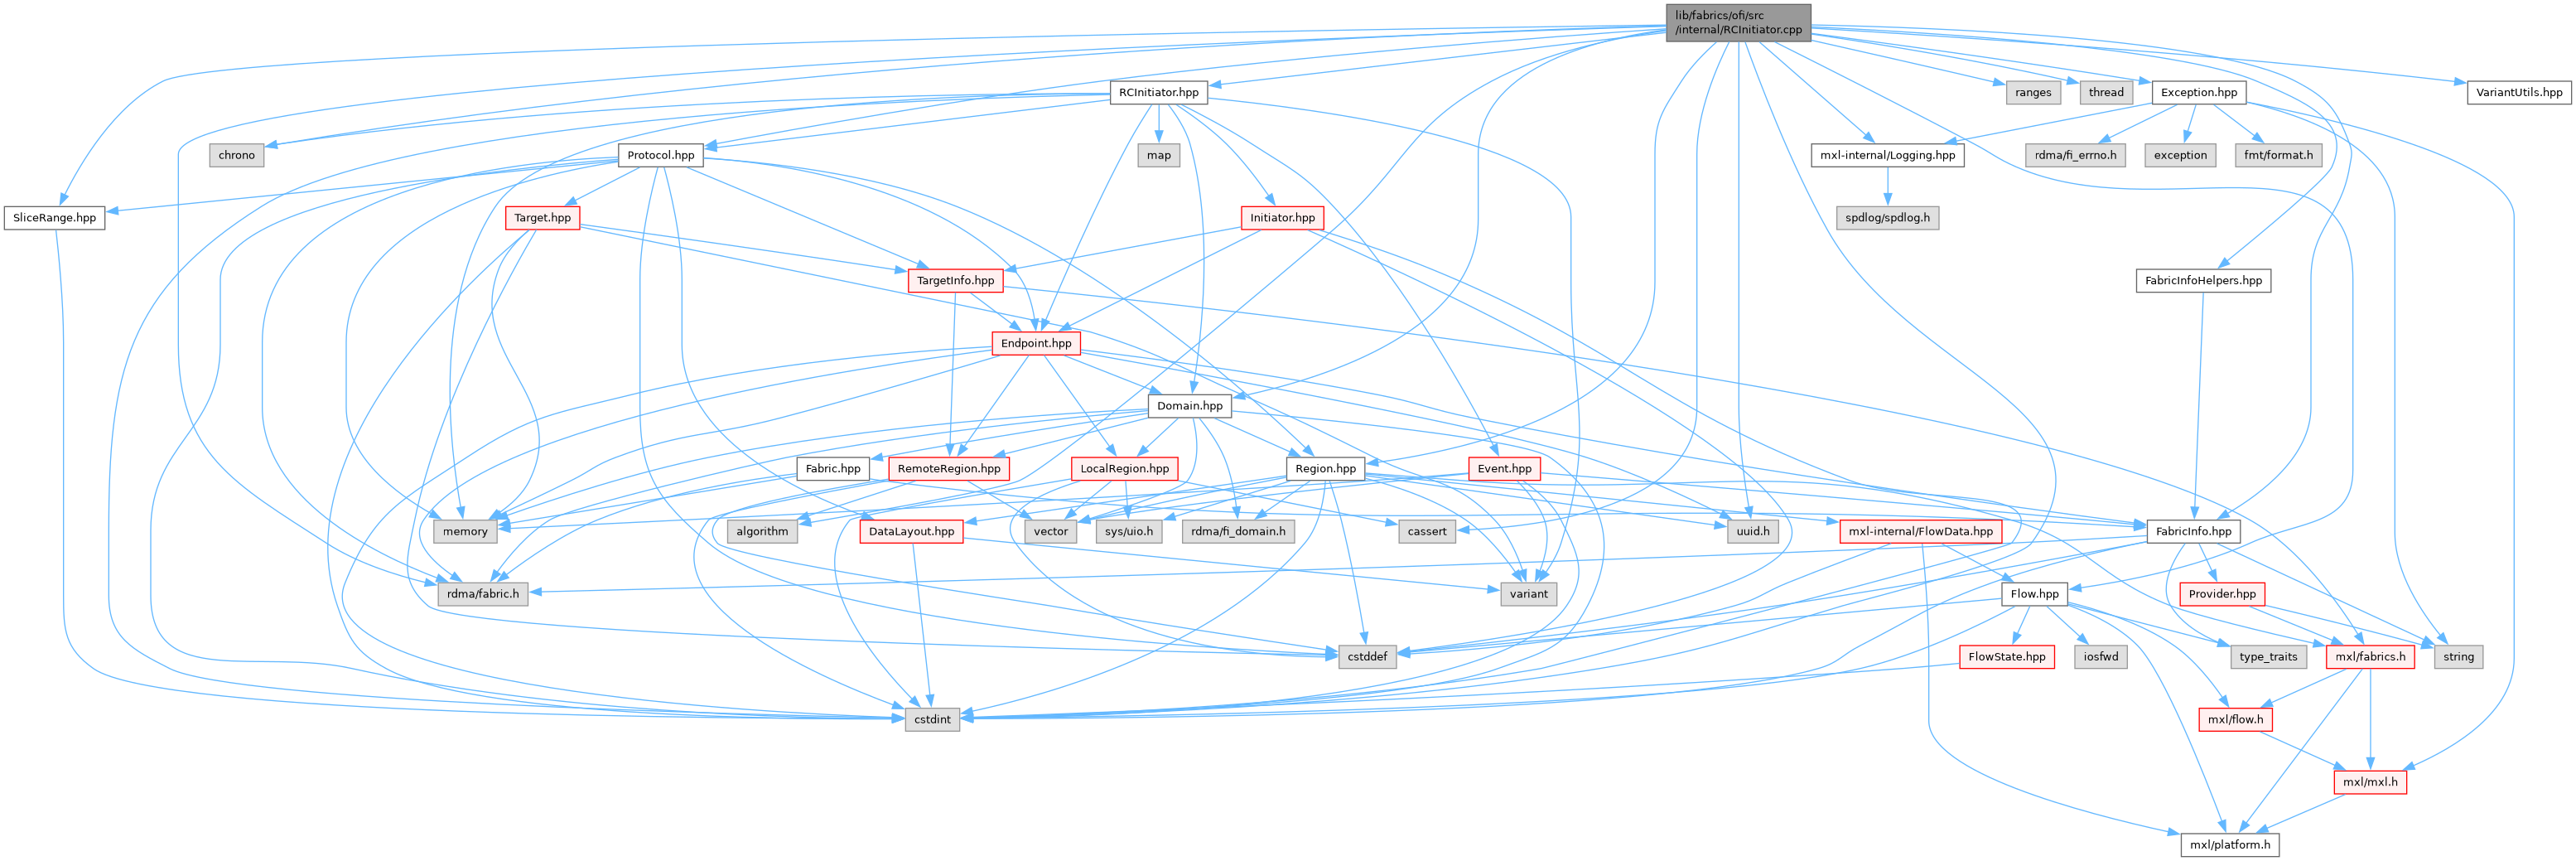 lib/fabrics/ofi/src
/internal/RCInitiator.cpp
RCInitiator.hpp
ranges
thread
Exception.hpp
VariantUtils.hpp
chrono
Protocol.hpp
map
mxl-internal/Logging.hpp
rdma/fi_errno.h
exception
fmt/format.h
SliceRange.hpp
Target.hpp
Initiator.hpp
spdlog/spdlog.h
TargetInfo.hpp
FabricInfoHelpers.hpp
Endpoint.hpp
Domain.hpp
Fabric.hpp
RemoteRegion.hpp
LocalRegion.hpp
Region.hpp
Event.hpp
memory
algorithm
DataLayout.hpp
vector
sys/uio.h
rdma/fi_domain.h
cassert
uuid.h
mxl-internal/FlowData.hpp
FabricInfo.hpp
rdma/fabric.h
variant
Flow.hpp
Provider.hpp
cstddef
FlowState.hpp
iosfwd
type_traits
mxl/fabrics.h
string
cstdint
mxl/flow.h
mxl/mxl.h
mxl/platform.h